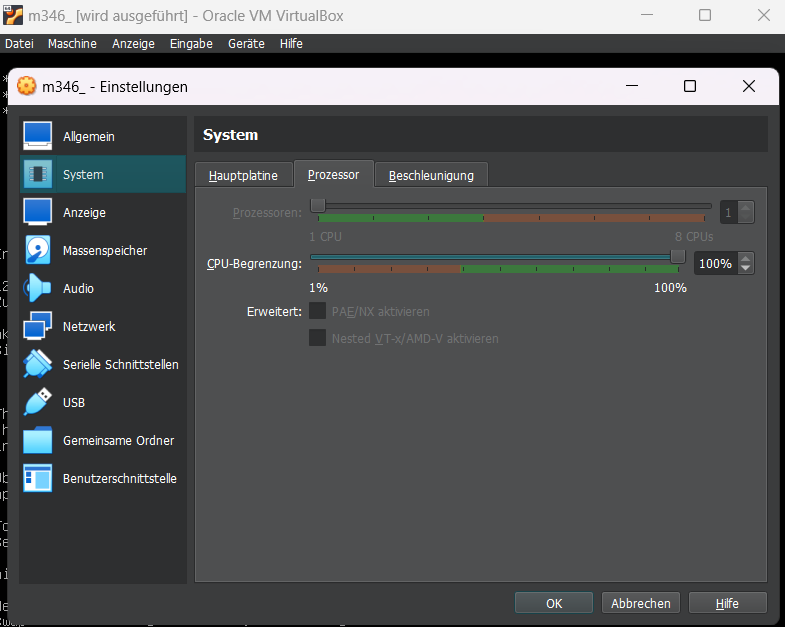 m346_ [wird ausgeführt] - Oracle VM VirtualBox
Datei Maschine Anzeige Eingabe Geräte Hilfe
m346_ - Einstellungen
Allgemein
System
Anzeige
Massenspeicher
Audio
Netzwerk
Serielle Schnittstellen
USB
Gemeinsame Ordner
Benutzerschnittstelle
System
Hauptplatine Prozessor Beschleunigung
Prozessoren: 1
1 CPU 8 CPUs
CPU-Begrenzung: 100%
1% 100%
Erweitert: PAE/NX aktivieren
Nested VT-x/AMD-V aktivieren
OK Abbrechen Hilfe